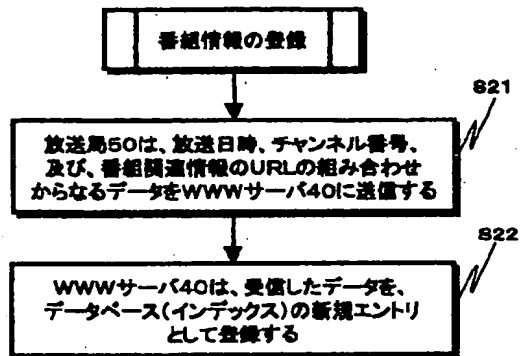 番組情報の登録
S21
放送局50は、放送日時、チャンネル番号、
及び、番組関連情報のURLの組み合わせ
からなるデータをWWWサーバ40に送信する
S22
WWWサーバ40は、受信したデータを、
データベース(インデックス)の新規エントリ
として登録する